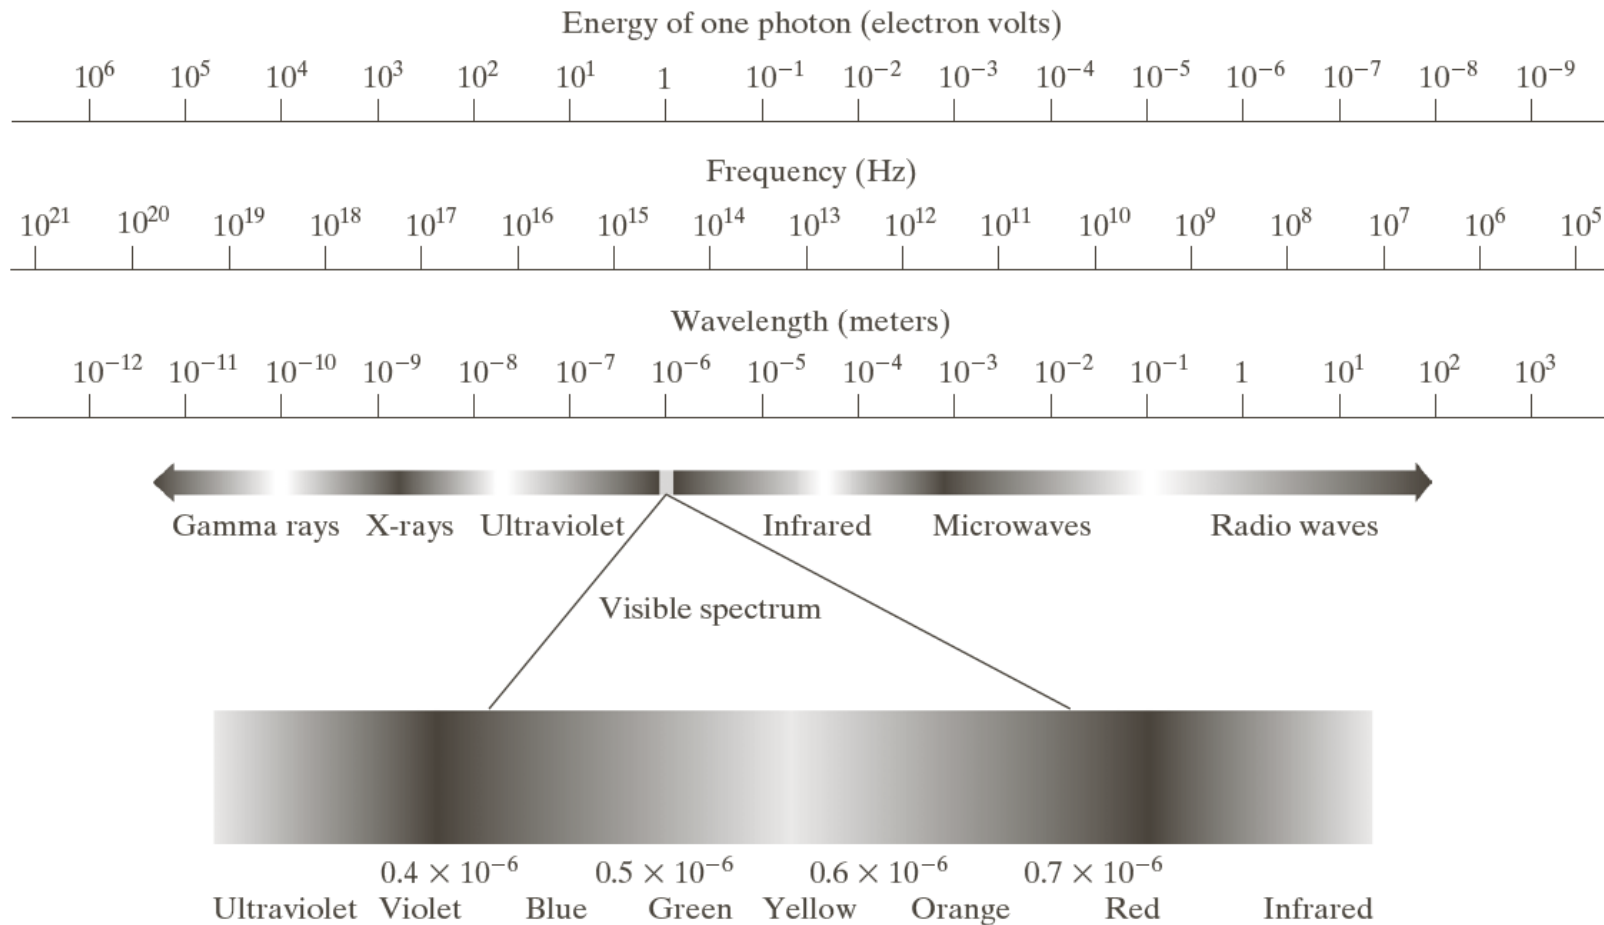 Energy of one photon (electron volts)
10⁶ 10⁵ 10⁴ 10³ 10² 10¹ 1 10⁻¹ 10⁻² 10⁻³ 10⁻⁴ 10⁻⁵ 10⁻⁶ 10⁻⁷ 10⁻⁸ 10⁻⁹
Frequency (Hz)
10²¹ 10²⁰ 10¹⁹ 10¹⁸ 10¹⁷ 10¹⁶ 10¹⁵ 10¹⁴ 10¹³ 10¹² 10¹¹ 10¹⁰ 10⁹ 10⁸ 10⁷ 10⁶ 10⁵
Wavelength (meters)
10⁻¹² 10⁻¹¹ 10⁻¹⁰ 10⁻⁹ 10⁻⁸ 10⁻⁷ 10⁻⁶ 10⁻⁵ 10⁻⁴ 10⁻³ 10⁻² 10⁻¹ 1 10¹ 10² 10³
Gamma rays X-rays Ultraviolet Infrared Microwaves Radio waves
Visible spectrum
0.4 × 10⁻⁶ 0.5 × 10⁻⁶ 0.6 × 10⁻⁶ 0.7 × 10⁻⁶
Ultraviolet Violet Blue Green Yellow Orange Red Infrared